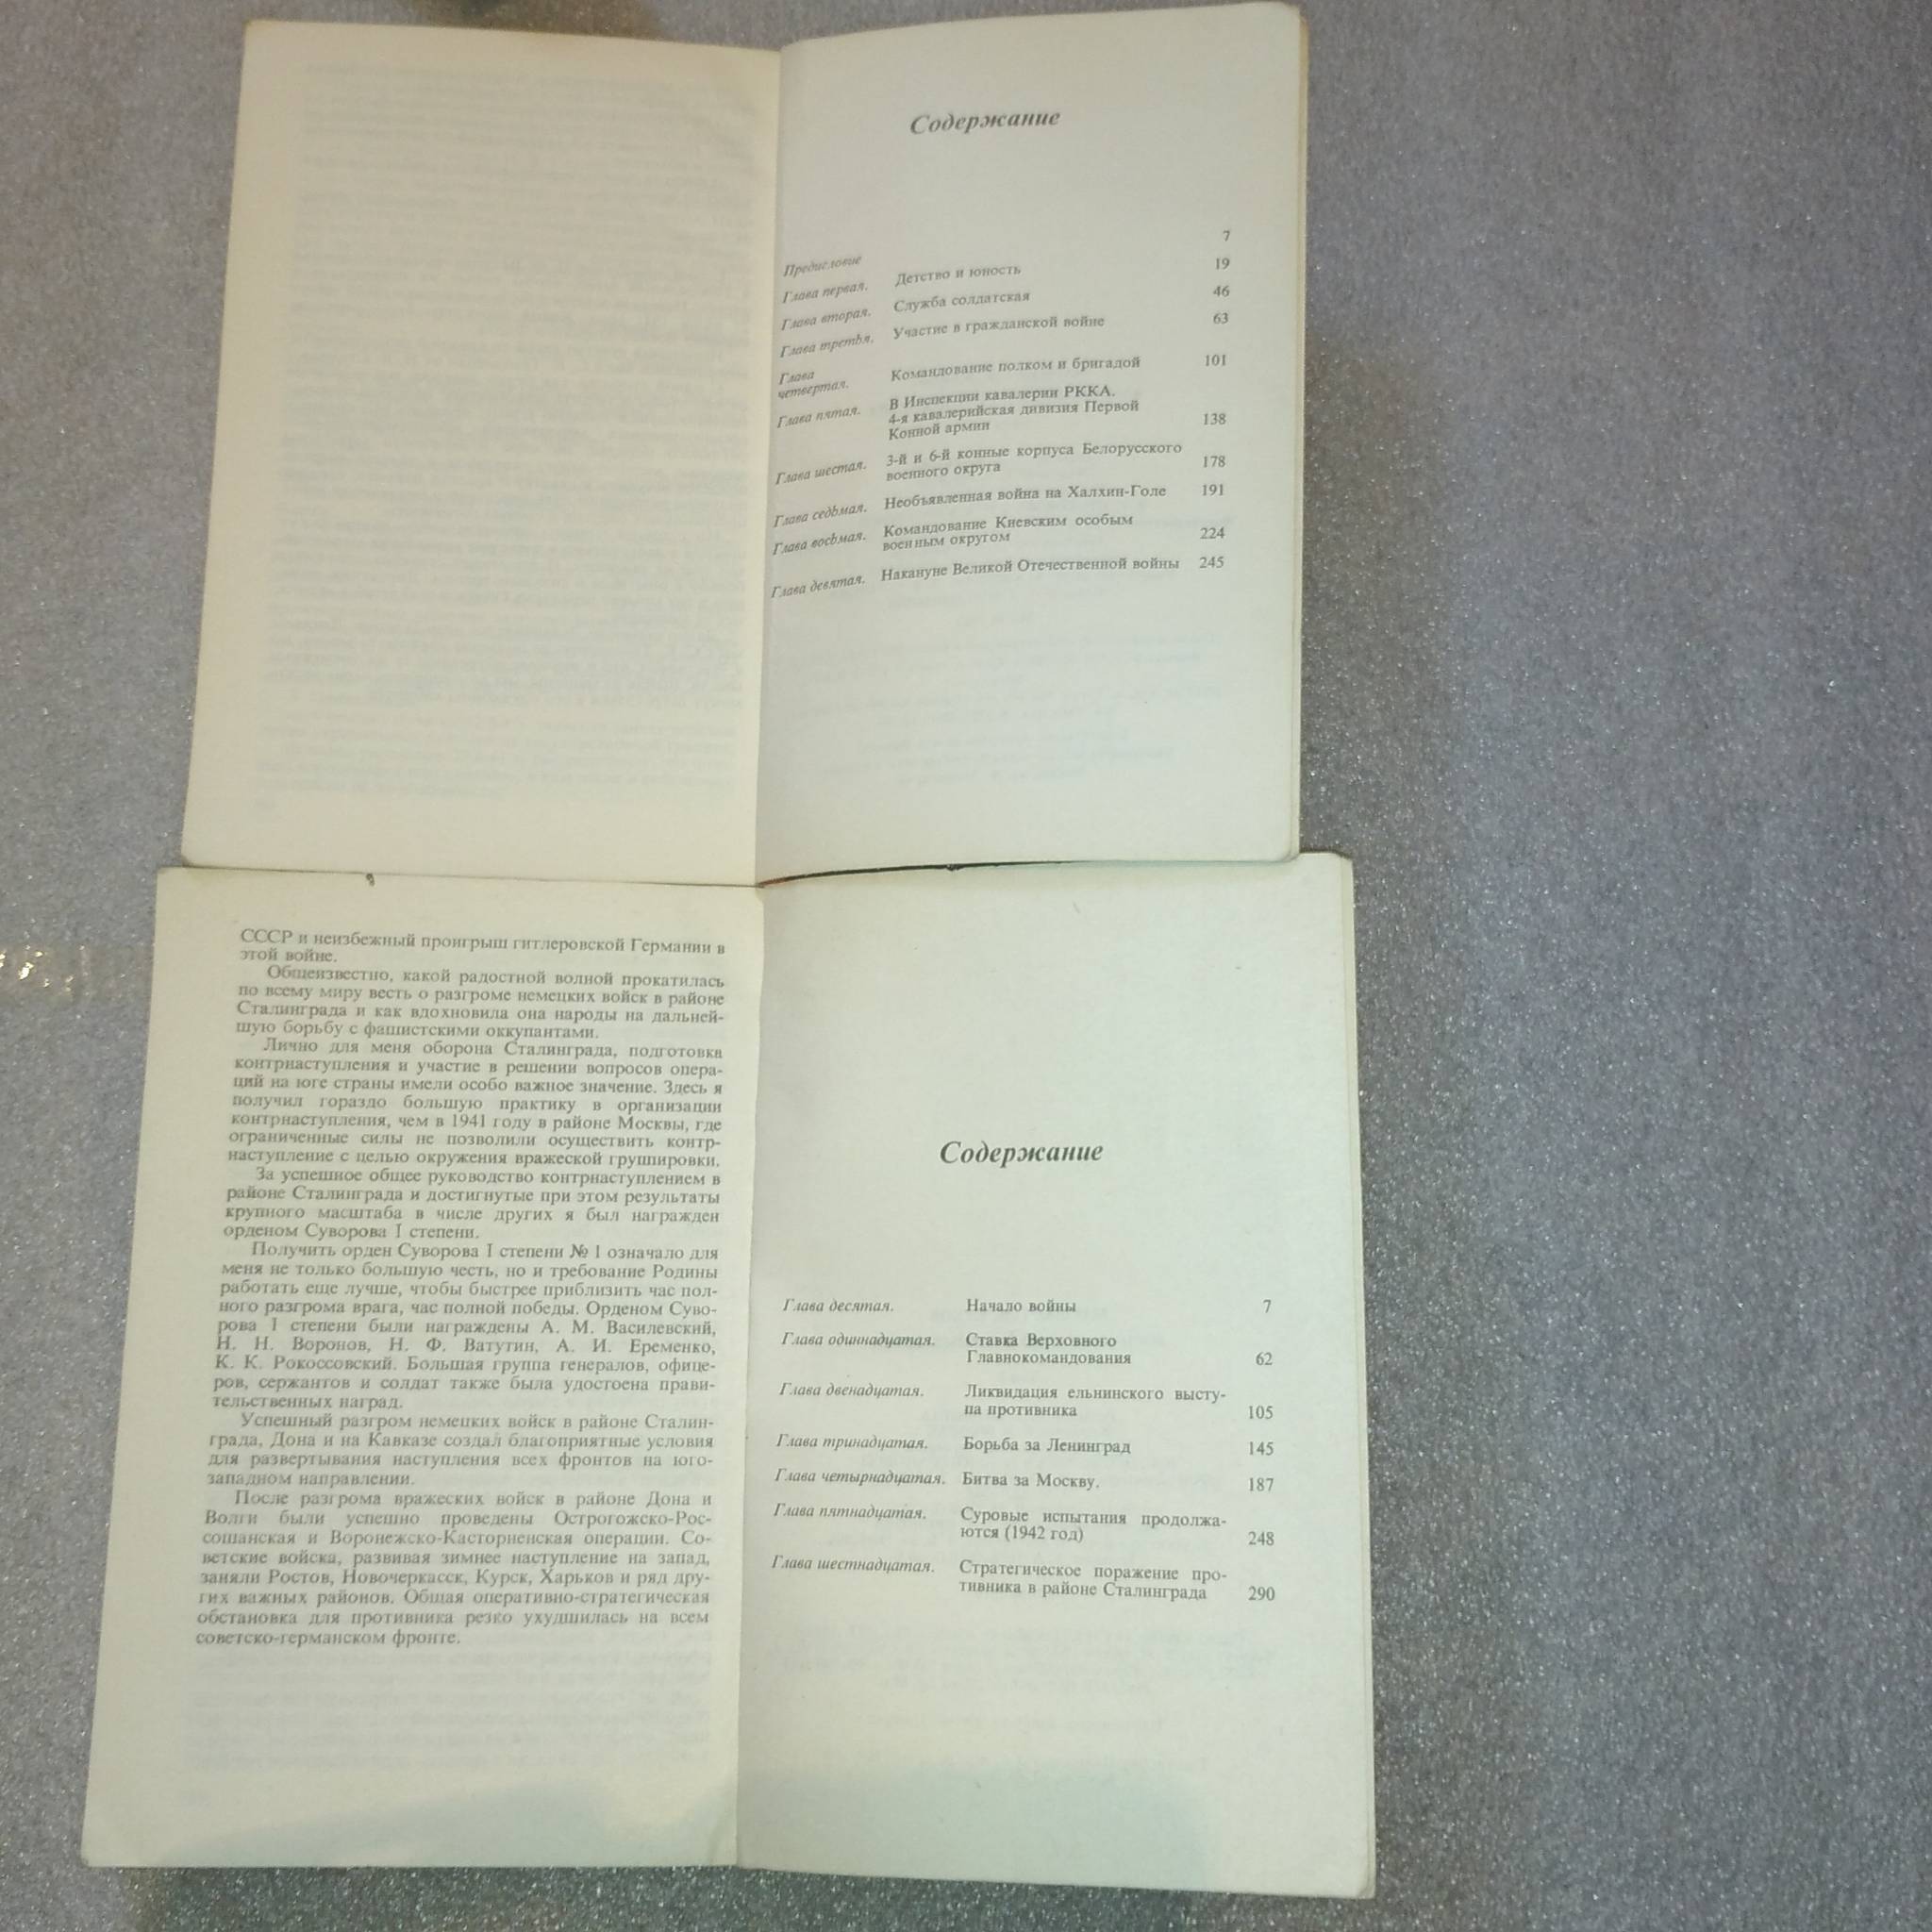 Содержание
Предисловие 7
Глава первая. Детство и юность 19
Глава вторая. Служба солдатская 46
Глава третья. Участие в гражданской войне 63
Глава
четвертая. Командование полком и бригадой 101
Глава пятая. В Инспекции кавалерии РККА.
4-я кавалерийская дивизия Первой
Конной армии 138
Глава шестая. 3-й и 6-й конные корпуса Белорусского
военного округа 178
Глава седьмая. Необъявленная война на Халхин-Голе 191
Глава восьмая. Командование Киевским особым
военным округом 224
Глава девятая. Накануне Великой Отечественной войны 245
СССР и неизбежный проигрыш гитлеровской Германии в
этой войне.
Общеизвестно, какой радостной волной прокатилась
по всему миру весть о разгроме немецких войск в районе
Сталинграда и как вдохновила она народы на дальней-
шую борьбу с фашистскими оккупантами.
Лично для меня оборона Сталинграда, подготовка
контрнаступления и участие в решении вопросов опера-
ций на юге страны имели особо важное значение. Здесь я
получил гораздо большую практику в организации
контрнаступления, чем в 1941 году в районе Москвы, где
ограниченные силы не позволили осуществить контр-
наступление с целью окружения вражеской группировки.
За успешное общее руководство контрнаступлением в
районе Сталинграда и достигнутые при этом результаты
крупного масштаба в числе других я был награжден
орденом Суворова I степени.
Получить орден Суворова I степени № 1 означало для
меня не только большую честь, но и требование Родины
работать еще лучше, чтобы быстрее приблизить час пол-
ного разгрома врага, час полной победы. Орденом Суво-
рова I степени были награждены А. М. Василевский,
Н. Н. Воронов, Н. Ф. Ватутин, А. И. Еременко,
К. К. Рокоссовский. Большая группа генералов, офице-
ров, сержантов и солдат также была удостоена прави-
тельственных наград.
Успешный разгром немецких войск в районе Сталин-
града, Дона и на Кавказе создал благоприятные условия
для развертывания наступления всех фронтов на юго-
западном направлении.
После разгрома вражеских войск в районе Дона и
Волги были успешно проведены Острогожско-Рос-
сошанская и Воронежско-Касторненская операции. Со-
ветские войска, развивая зимнее наступление на запад,
заняли Ростов, Новочеркасск, Курск, Харьков и ряд дру-
гих важных районов. Общая оперативно-стратегическая
обстановка для противника резко ухудшилась на всем
советско-германском фронте.
Содержание
Глава десятая. Начало войны 7
Глава одиннадцатая. Ставка Верховного
Главнокомандования 62
Глава двенадцатая. Ликвидация ельнинского высту-
па противника 105
Глава тринадцатая. Борьба за Ленинград 145
Глава четырнадцатая. Битва за Москву. 187
Глава пятнадцатая. Суровые испытания продолжа-
ются (1942 год) 248
Глава шестнадцатая. Стратегическое поражение про-
тивника в районе Сталинграда 290